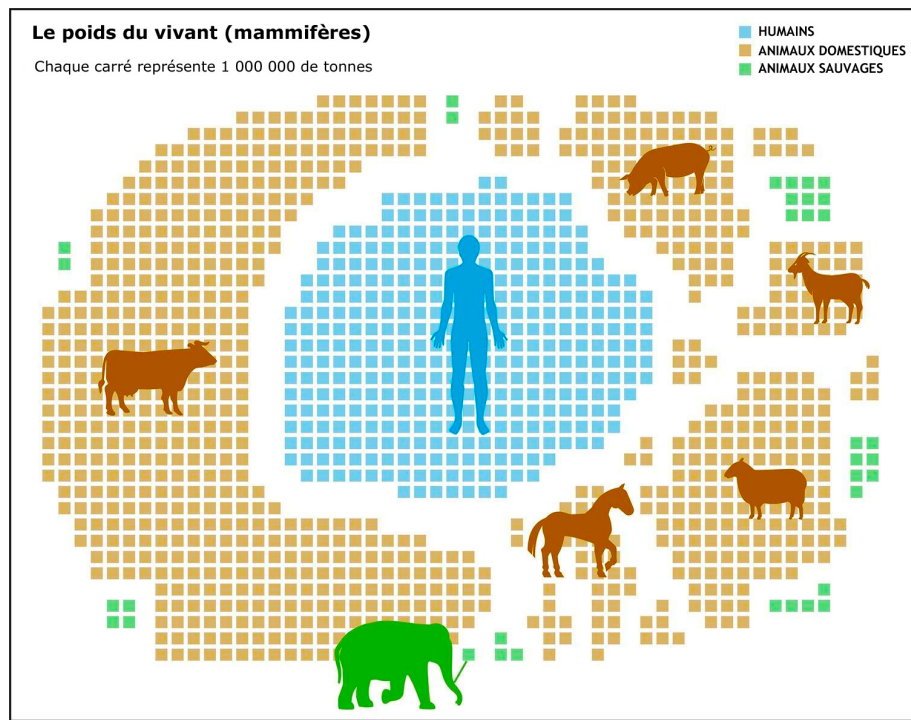 Le poids du vivant (mammifères)
Chaque carré représente 1 000 000 de tonnes
HUMAINS
ANIMAUX DOMESTIQUES
ANIMAUX SAUVAGES